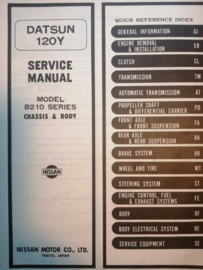 DATSUN
120Y
SERVICE
MANUAL
MODEL
B210 SERIES
CHASSIS & BODY
NISSAN
NISSAN MOTOR CO., LTD.
TOKYO, JAPAN
QUICK REFERENCE INDEX
GENERAL INFORMATION GI
ENGINE REMOVAL
& INSTALLATION ER
CLUTCH CL
TRANSMISSION TM
AUTOMATIC TRANSMISSION AT
PROPELLER SHAFT
& DIFFERENTIAL CARRIER PD
FRONT AXLE
& FRONT SUSPENSION FA
REAR AXLE
& REAR SUSPENSION RA
BRAKE SYSTEM BR
WHEEL AND TIRE WT
STEERING SYSTEM ST
ENGINE CONTROL, FUEL
& EXHAUST SYSTEMS FE
BODY BF
BODY ELECTRICAL SYSTEM BE
SERVICE EQUIPMENT SE